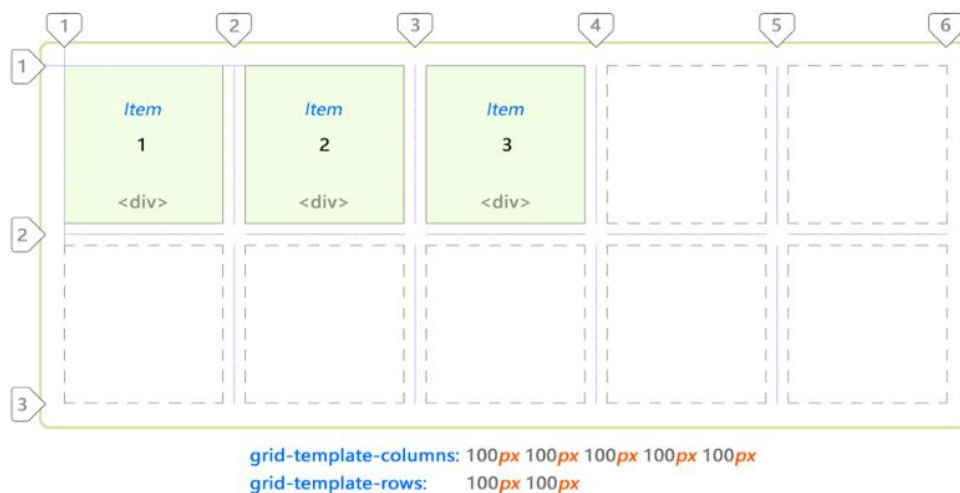 1 2 3 4 5 6
1
Item Item Item
1 2 3
<div> <div> <div>
2
3
grid-template-columns: 100px 100px 100px 100px 100px
grid-template-rows: 100px 100px